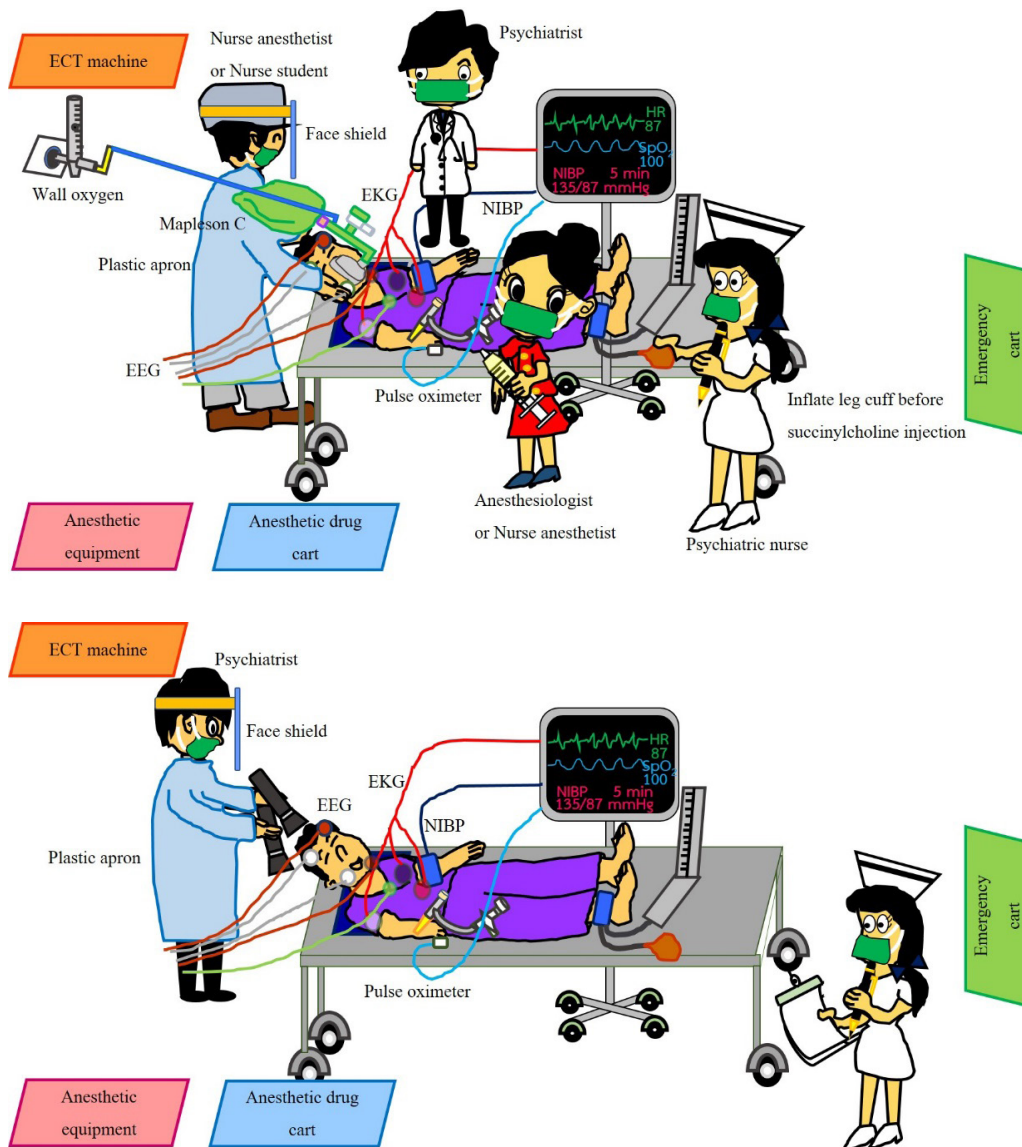 ECT machine
Nurse anesthetist
or Nurse student
Psychiatrist
Face shield
HR
87
SpO2
100
NIBP 5 min
135/87 mmHg
Wall oxygen
EKG
NIBP
Mapleson C
Plastic apron
EEG
Pulse oximeter
Emergency
cart
Inflate leg cuff before
succinylcholine injection
Anesthesiologist
or Nurse anesthetist
Psychiatric nurse
Anesthetic
equipment
Anesthetic drug
cart
ECT machine
Psychiatrist
Face shield
HR
87
SpO2
100
NIBP 5 min
135/87 mmHg
EKG
EEG
NIBP
Plastic apron
Pulse oximeter
Emergency
cart
Anesthetic
equipment
Anesthetic drug
cart